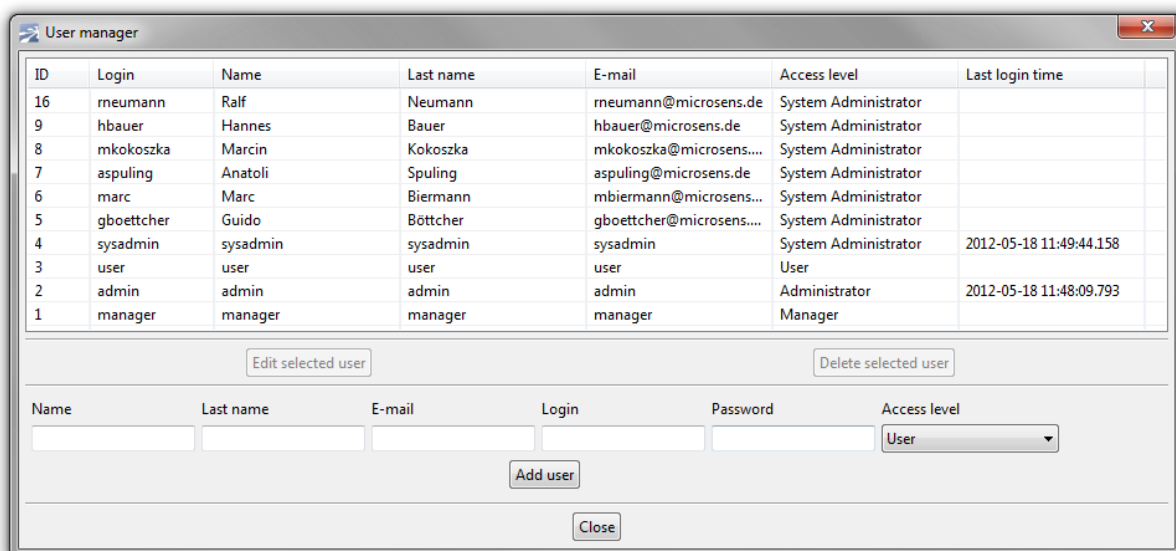 User manager
ID Login Name Last name E-mail Access level Last login time
16 rneumann Ralf Neumann rneumann@microsens.de System Administrator
9 hbauer Hannes Bauer hbauer@microsens.de System Administrator
8 mkokoszka Marcin Kokoszka mkokoszka@microsens.... System Administrator
7 aspuling Anatoli Spuling aspuling@microsens.de System Administrator
6 marc Marc Biermann mbiermann@microsens... System Administrator
5 gboettcher Guido Böttcher gboettcher@microsens.... System Administrator
4 sysadmin sysadmin sysadmin sysadmin System Administrator 2012-05-18 11:49:44.158
3 user user user user User
2 admin admin admin admin Administrator 2012-05-18 11:48:09.793
1 manager manager manager manager Manager
Edit selected user Delete selected user
Name Last name E-mail Login Password Access level
User
Add user
Close